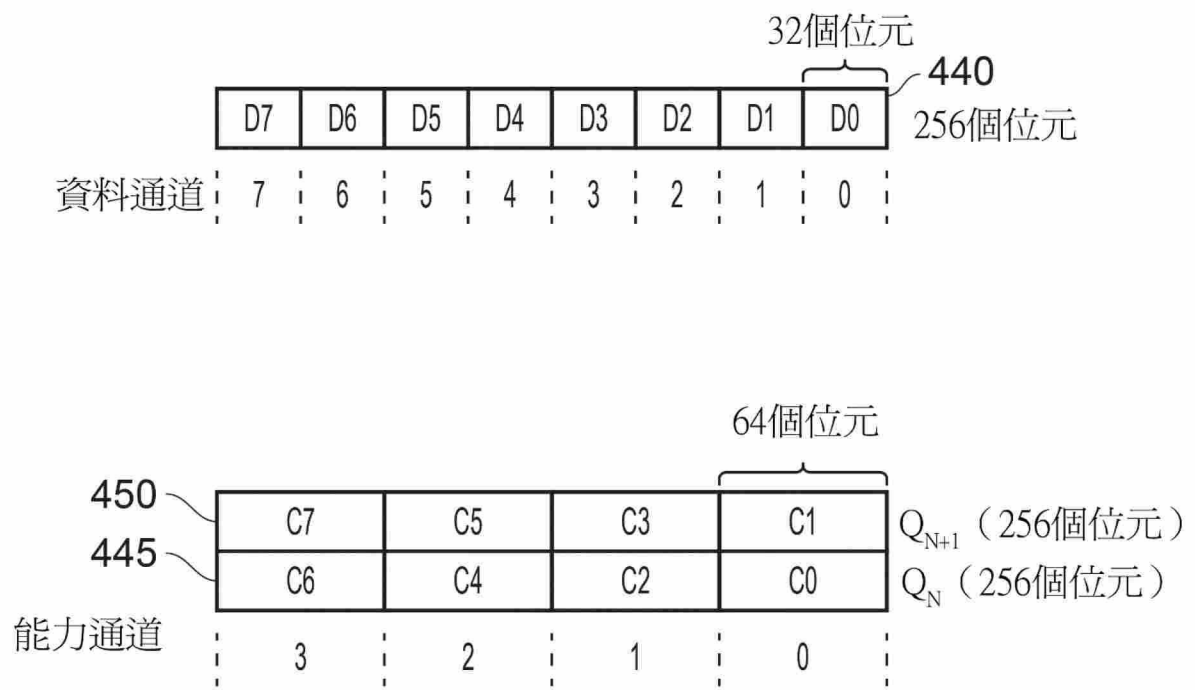 32個位元
440
D7 D6 D5 D4 D3 D2 D1 D0 256個位元
資料通道 7 6 5 4 3 2 1 0
64個位元
450 C7 C5 C3 C1 QN+1（256個位元）
445 C6 C4 C2 C0 QN（256個位元）
能力通道 3 2 1 0